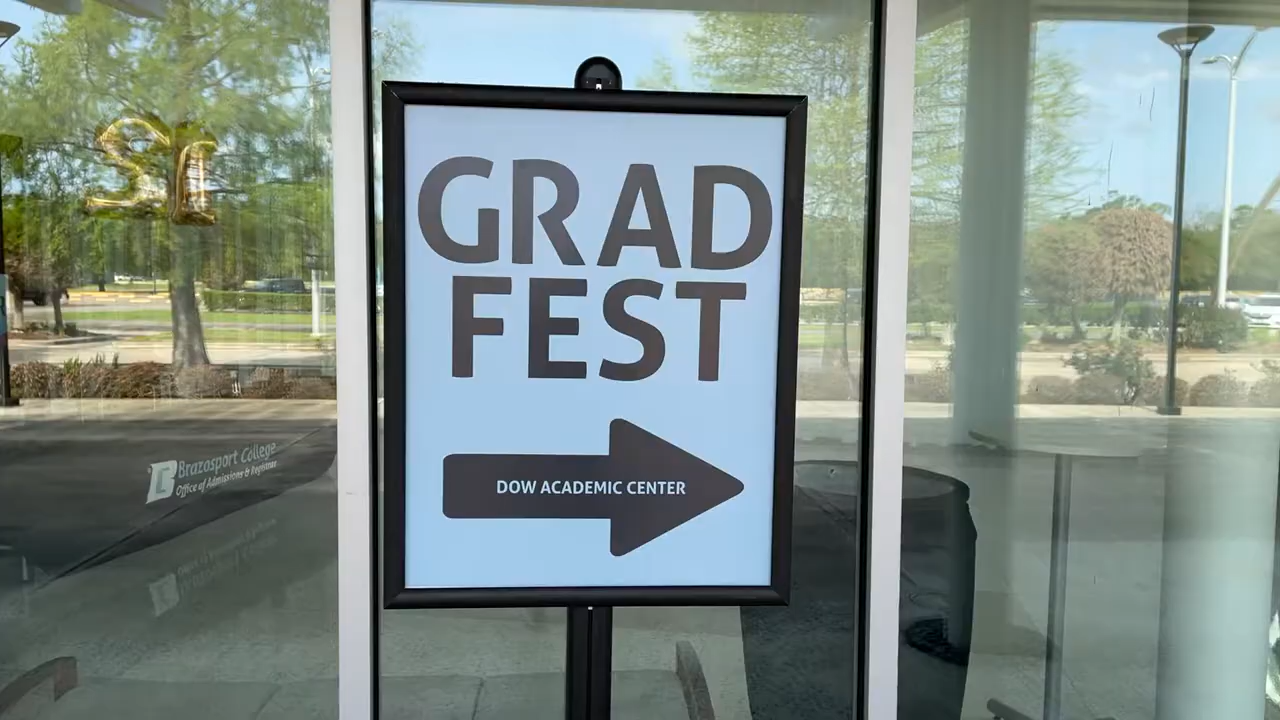 GRAD
FEST
DOW ACADEMIC CENTER
Brazosport College
Office of Admissions & Registrar